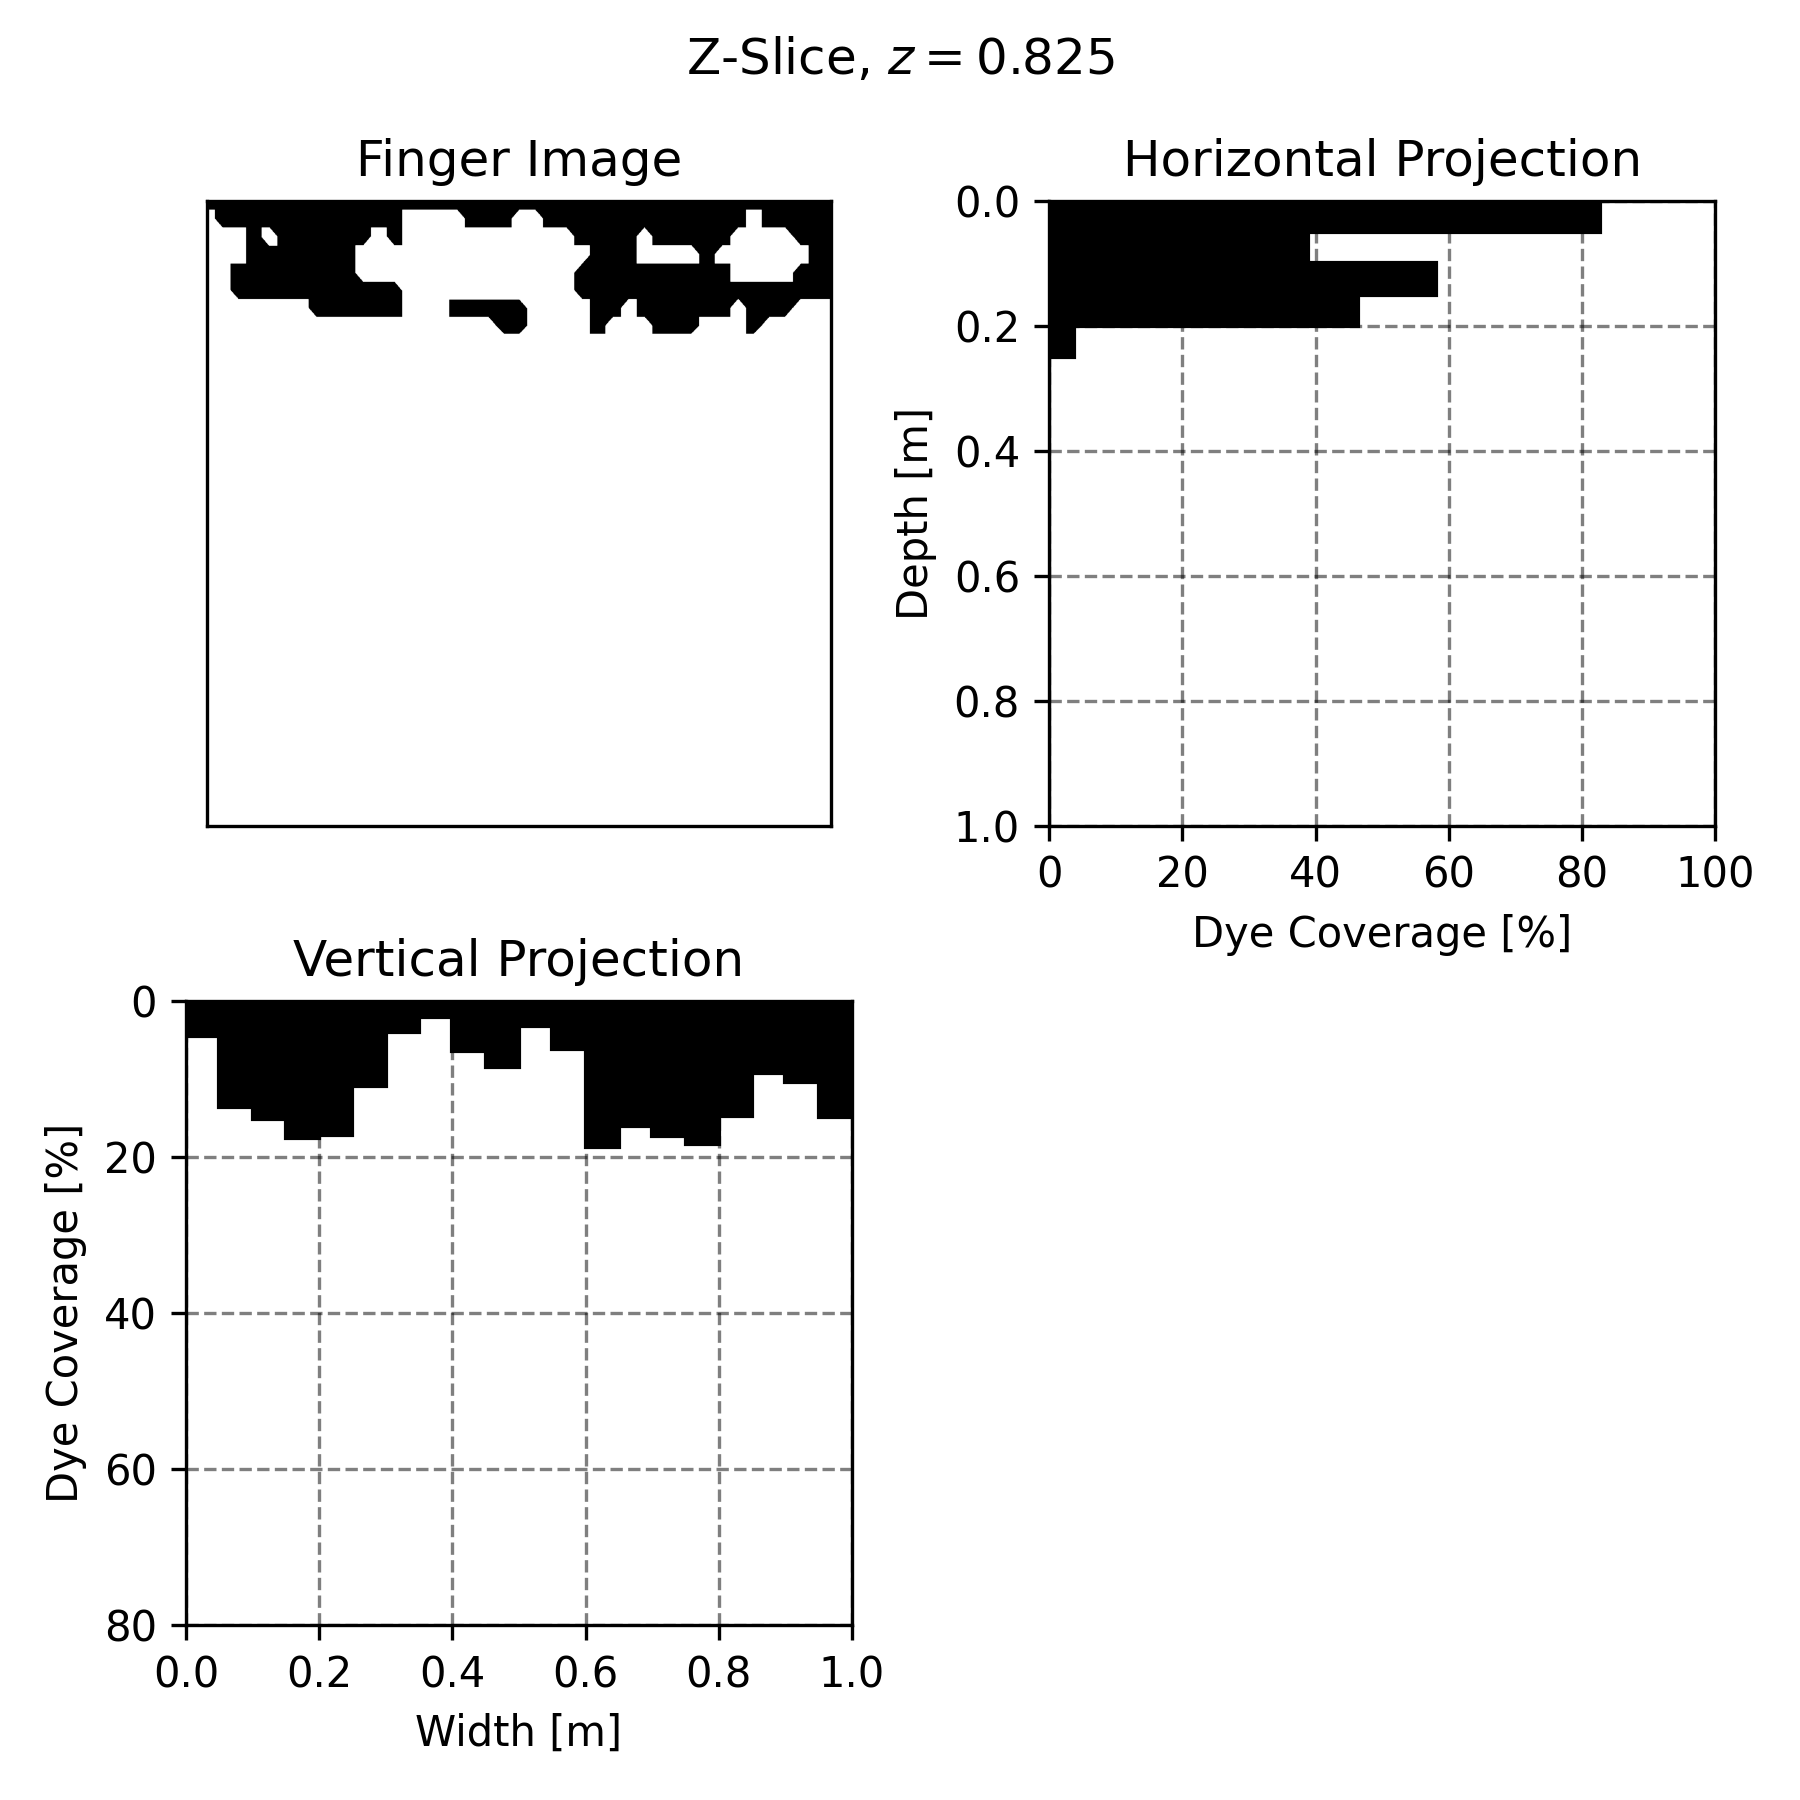 Z-Slice, z = 0.825
Finger Image
Horizontal Projection
0.0
0.2
0.4
0.6
0.8
1.0
Depth [m]
0 20 40 60 80 100
Dye Coverage [%]
Vertical Projection
0
20
40
60
80
Dye Coverage [%]
0.0 0.2 0.4 0.6 0.8 1.0
Width [m]